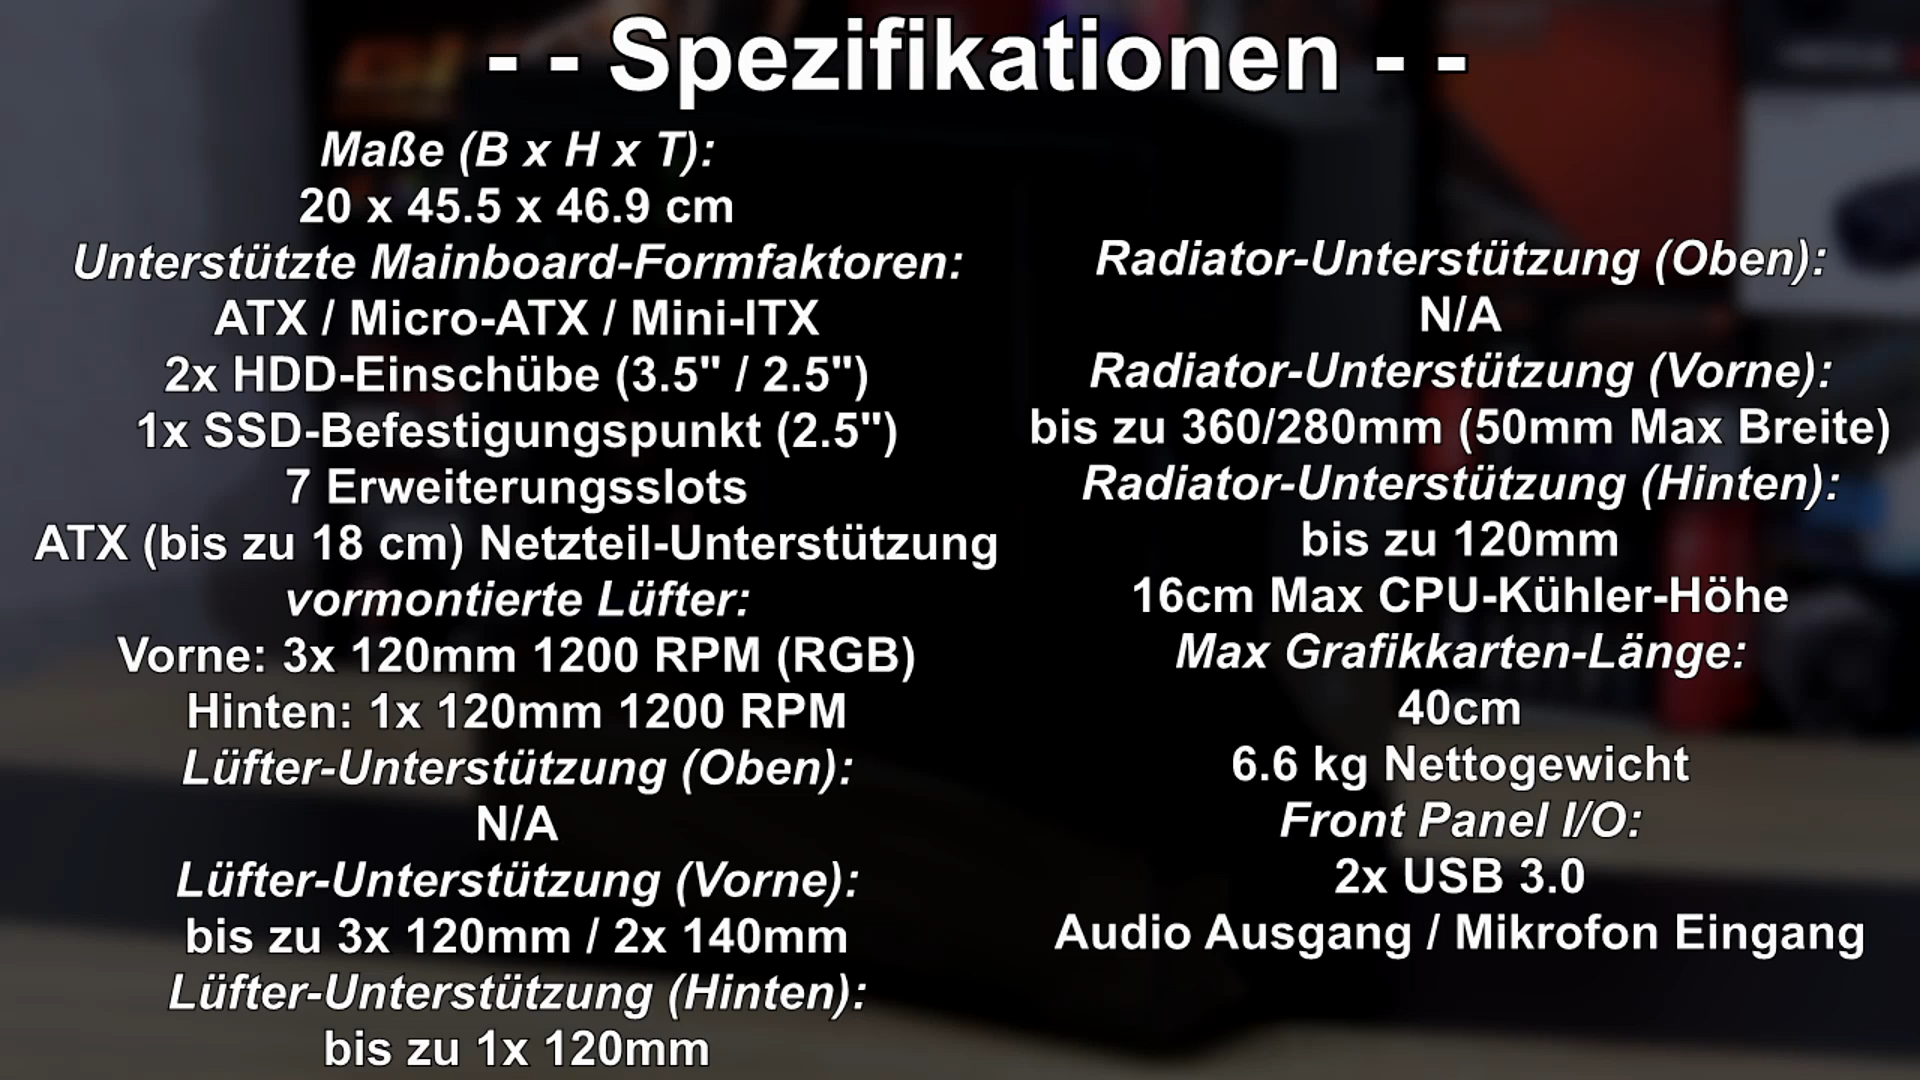 - - Spezifikationen - -
Maße (B x H x T):
20 x 45.5 x 46.9 cm
Unterstützte Mainboard-Formfaktoren:
ATX / Micro-ATX / Mini-ITX
2x HDD-Einschübe (3.5" / 2.5")
1x SSD-Befestigungspunkt (2.5")
7 Erweiterungsslots
ATX (bis zu 18 cm) Netzteil-Unterstützung
vormontierte Lüfter:
Vorne: 3x 120mm 1200 RPM (RGB)
Hinten: 1x 120mm 1200 RPM
Lüfter-Unterstützung (Oben):
N/A
Lüfter-Unterstützung (Vorne):
bis zu 3x 120mm / 2x 140mm
Lüfter-Unterstützung (Hinten):
bis zu 1x 120mm
Radiator-Unterstützung (Oben):
N/A
Radiator-Unterstützung (Vorne):
bis zu 360/280mm (50mm Max Breite)
Radiator-Unterstützung (Hinten):
bis zu 120mm
16cm Max CPU-Kühler-Höhe
Max Grafikkarten-Länge:
40cm
6.6 kg Nettogewicht
Front Panel I/O:
2x USB 3.0
Audio Ausgang / Mikrofon Eingang